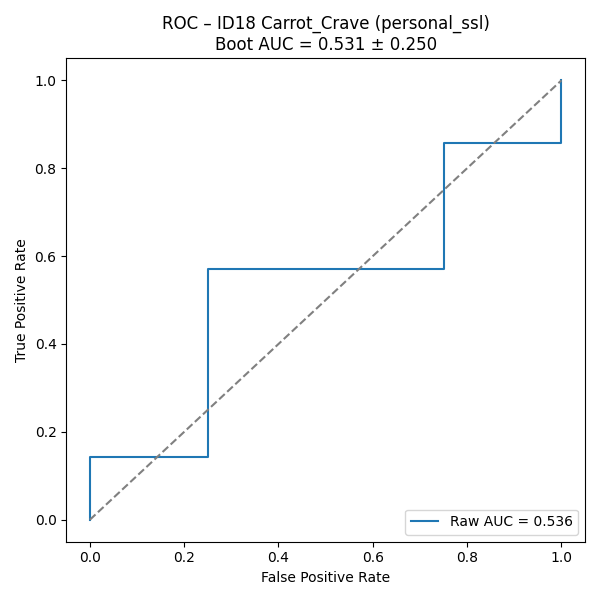 ROC – ID18 Carrot_Crave (personal_ssl)
Boot AUC = 0.531 ± 0.250
1.0
0.8
0.6
0.4
0.2
0.0
True Positive Rate
Raw AUC = 0.536
0.0 0.2 0.4 0.6 0.8 1.0
False Positive Rate